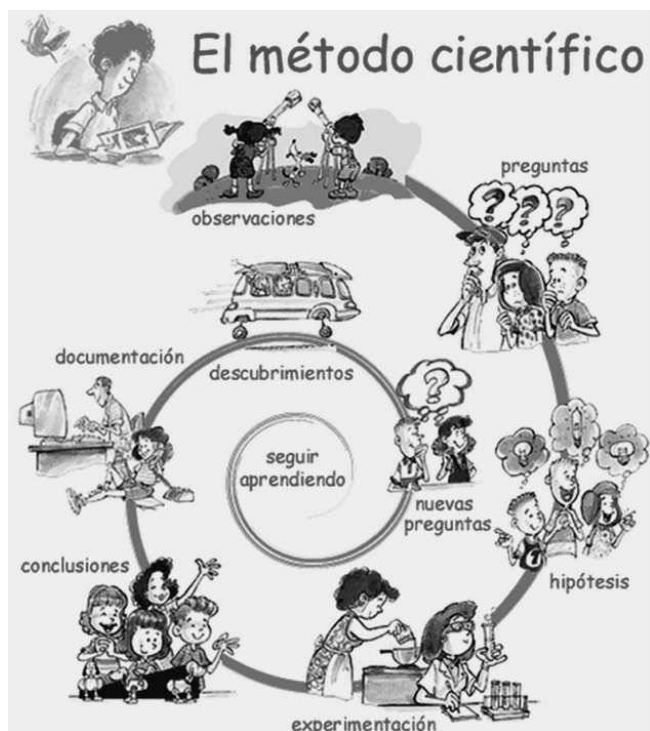 El método científico
observaciones
preguntas
hipótesis
experimentación
conclusiones
documentación
descubrimientos
nuevas
preguntas
seguir
aprendiendo